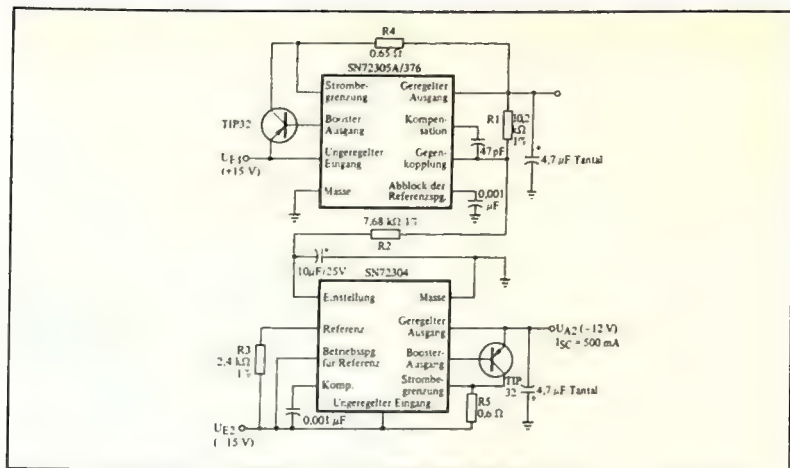 R4
0.65 Ω
SN72305A/376
Strombe-
grenzung
Geregelter
Ausgang
TIP32
Booster
Ausgang
Kompen-
sation
R1
10,2
kΩ
1%
47 pF
4,7 µF Tantal
UE1
(+15 V)
Ungeregelter
Eingang
Gegen-
kopplung
Masse
Abblock der
Referenzspg.
0,001
µF
7,68 kΩ 1%
R2
10µF/25V
SN72304
Einstellung
Masse
Referenz
Geregelter
Ausgang
UA2 (−12 V)
ISC = 500 mA
R3
2,4 kΩ
1%
Betriebsspg
für Referenz
Booster-
Ausgang
Komp.
Strombe-
grenzung
TIP
32
4,7 µF Tantal
Ungeregelter Eingang
R5
0,6 Ω
0,001 µF
UE2
(−15 V)